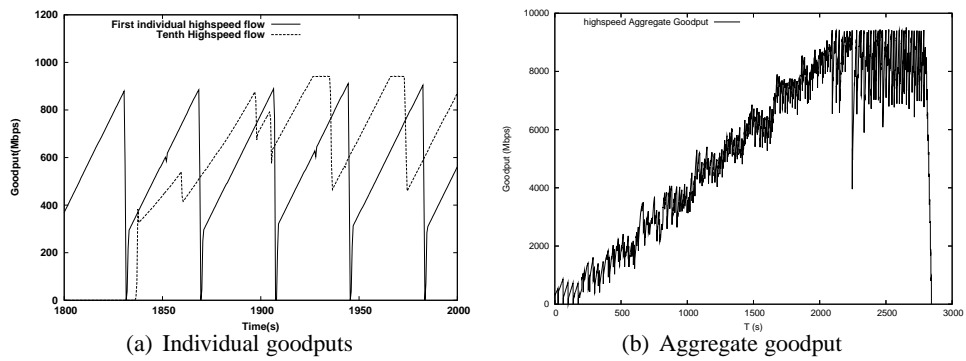 First individual highspeed flow
Tenth Highspeed flow
Goodput(Mbps)
1200
1000
800
600
400
200
0
1800
1850
1900
1950
2000
Time(s)
(a) Individual goodputs
highspeed Aggregate Goodput
Goodput (Mbps)
10000
8000
6000
4000
2000
0
0
500
1000
1500
2000
2500
3000
T (s)
(b) Aggregate goodput